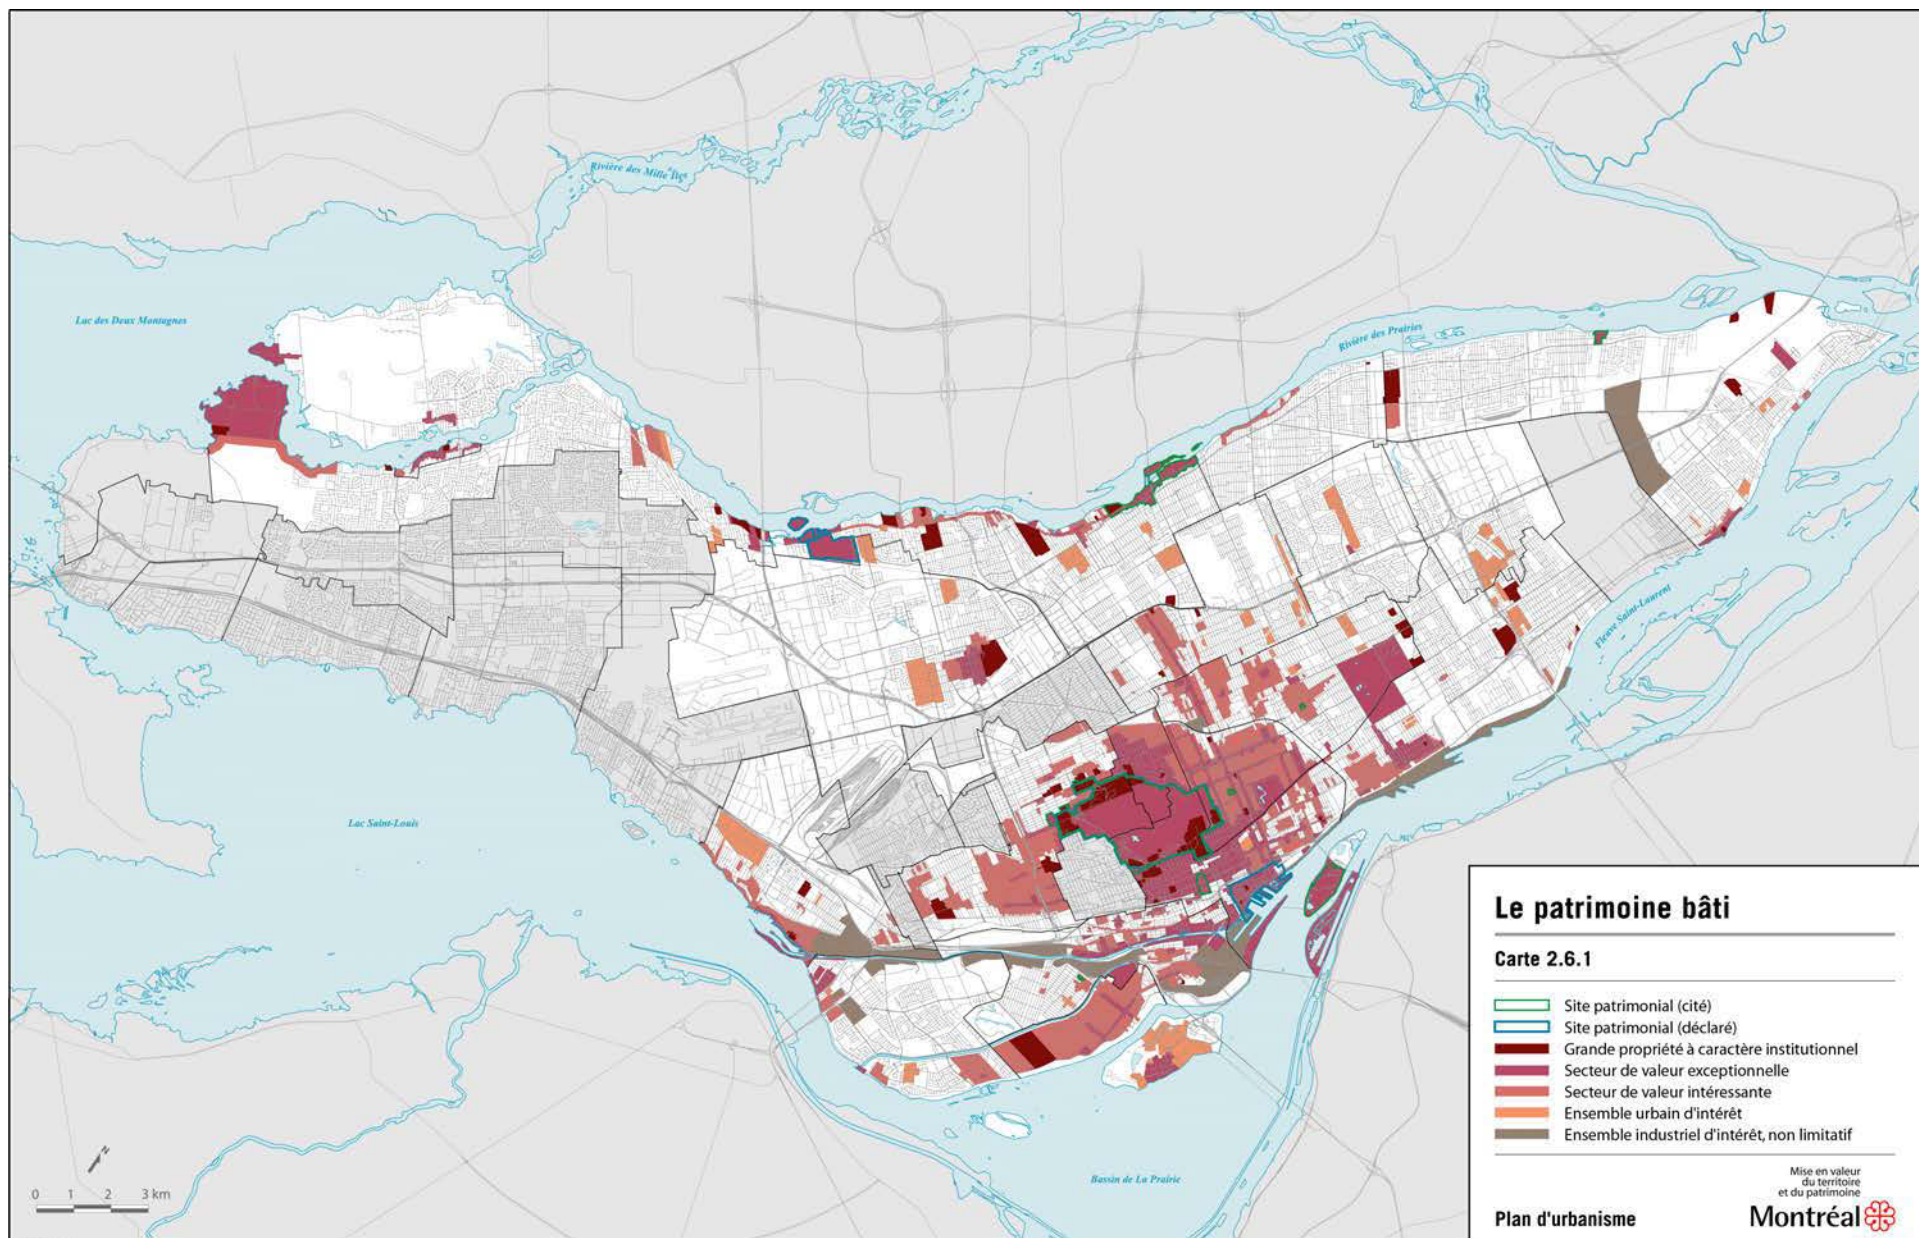 Rivière des Mille Îles
Lac des Deux Montagnes
Rivière des Prairies
Fleuve Saint-Laurent
Lac Saint-Louis
Bassin de La Prairie
N
0 1 2 3 km
Le patrimoine bâti
Carte 2.6.1
Site patrimonial (cité)
Site patrimonial (déclaré)
Grande propriété à caractère institutionnel
Secteur de valeur exceptionnelle
Secteur de valeur intéressante
Ensemble urbain d'intérêt
Ensemble industriel d'intérêt, non limitatif
Mise en valeur
du territoire
et du patrimoine
Plan d'urbanisme
Montréal